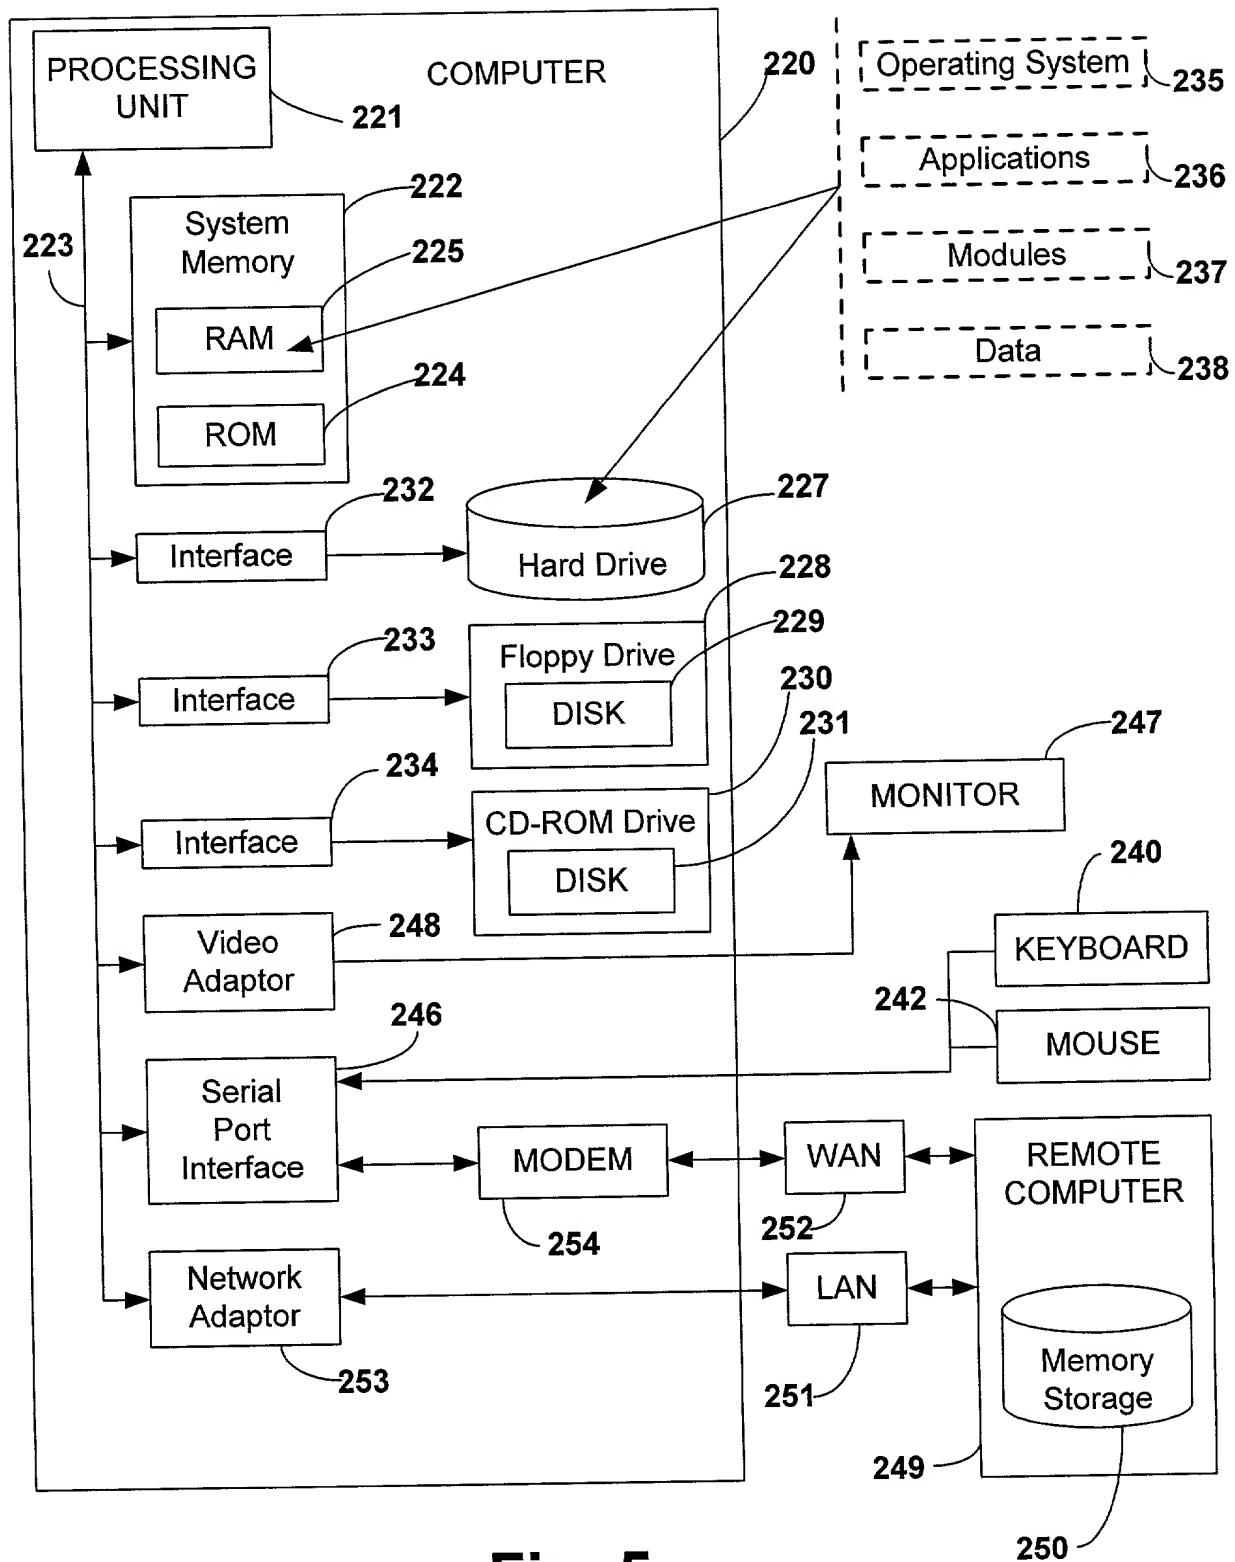 PROCESSING
UNIT
221
COMPUTER
220
Operating System
235
Applications
236
Modules
237
Data
238
222
System
Memory
223
225
RAM
224
ROM
232
Interface
227
Hard Drive
228
229
233
Interface
Floppy Drive
DISK
230
231
234
Interface
CD-ROM Drive
DISK
247
MONITOR
240
KEYBOARD
248
Video
Adaptor
242
MOUSE
246
Serial
Port
Interface
MODEM
254
WAN
252
REMOTE
COMPUTER
Network
Adaptor
253
LAN
251
Memory
Storage
249
250